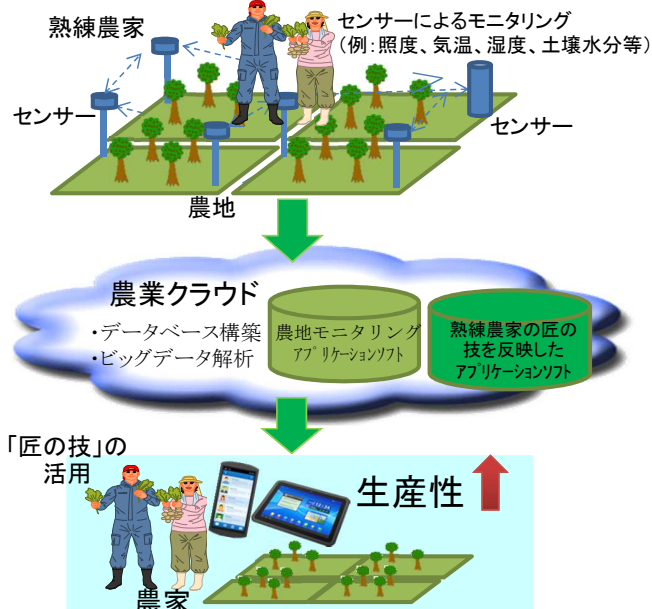 熟練農家
センサーによるモニタリング
(例:照度、気温、湿度、土壌水分等)
センサー
センサー
農地
農業クラウド
・データベース構築
・ビッグデータ解析
農地モニタリング
アプリケーションソフト
熟練農家の匠の
技を反映した
アプリケーションソフト
「匠の技」の
活用
生産性
農家